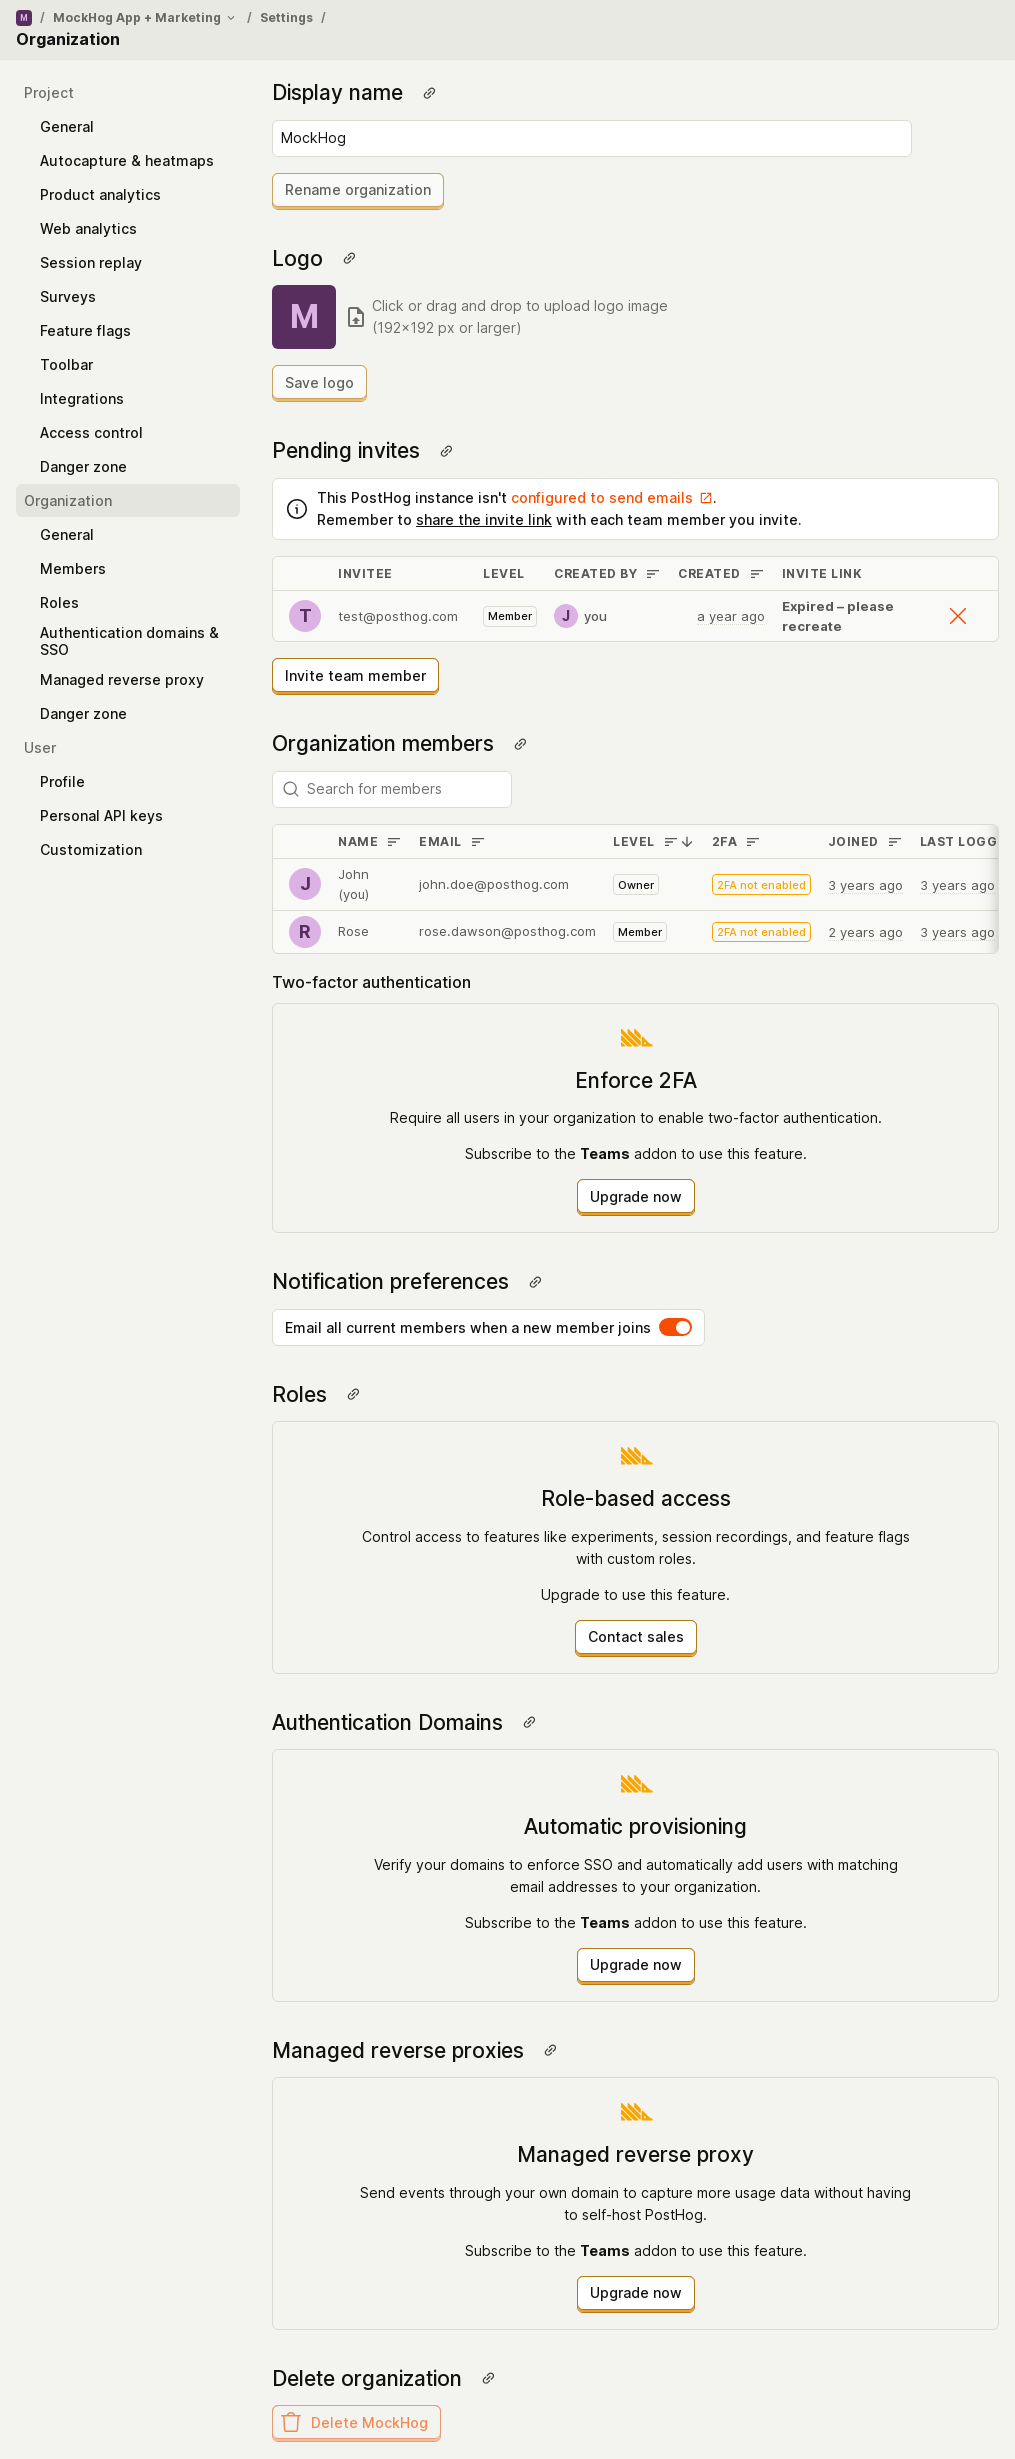 M / MockHog App + Marketing / Settings /
Organization
Project
General
Autocapture & heatmaps
Product analytics
Web analytics
Session replay
Surveys
Feature flags
Toolbar
Integrations
Access control
Danger zone
Organization
General
Members
Roles
Authentication domains &
SSO
Managed reverse proxy
Danger zone
User
Profile
Personal API keys
Customization
Display name
MockHog
Rename organization
Logo
M
Click or drag and drop to upload logo image
(192×192 px or larger)
Save logo
Pending invites
This PostHog instance isn't configured to send emails.
Remember to share the invite link with each team member you invite.
INVITEE LEVEL CREATED BY CREATED INVITE LINK
T test@posthog.com Member J you a year ago Expired – please
recreate
Invite team member
Organization members
Search for members
NAME EMAIL LEVEL 2FA JOINED LAST LOGG
J John
(you) john.doe@posthog.com Owner 2FA not enabled 3 years ago 3 years ago
R Rose rose.dawson@posthog.com Member 2FA not enabled 2 years ago 3 years ago
Two-factor authentication
Enforce 2FA
Require all users in your organization to enable two-factor authentication.
Subscribe to the Teams addon to use this feature.
Upgrade now
Notification preferences
Email all current members when a new member joins
Roles
Role-based access
Control access to features like experiments, session recordings, and feature flags
with custom roles.
Upgrade to use this feature.
Contact sales
Authentication Domains
Automatic provisioning
Verify your domains to enforce SSO and automatically add users with matching
email addresses to your organization.
Subscribe to the Teams addon to use this feature.
Upgrade now
Managed reverse proxies
Managed reverse proxy
Send events through your own domain to capture more usage data without having
to self-host PostHog.
Subscribe to the Teams addon to use this feature.
Upgrade now
Delete organization
Delete MockHog